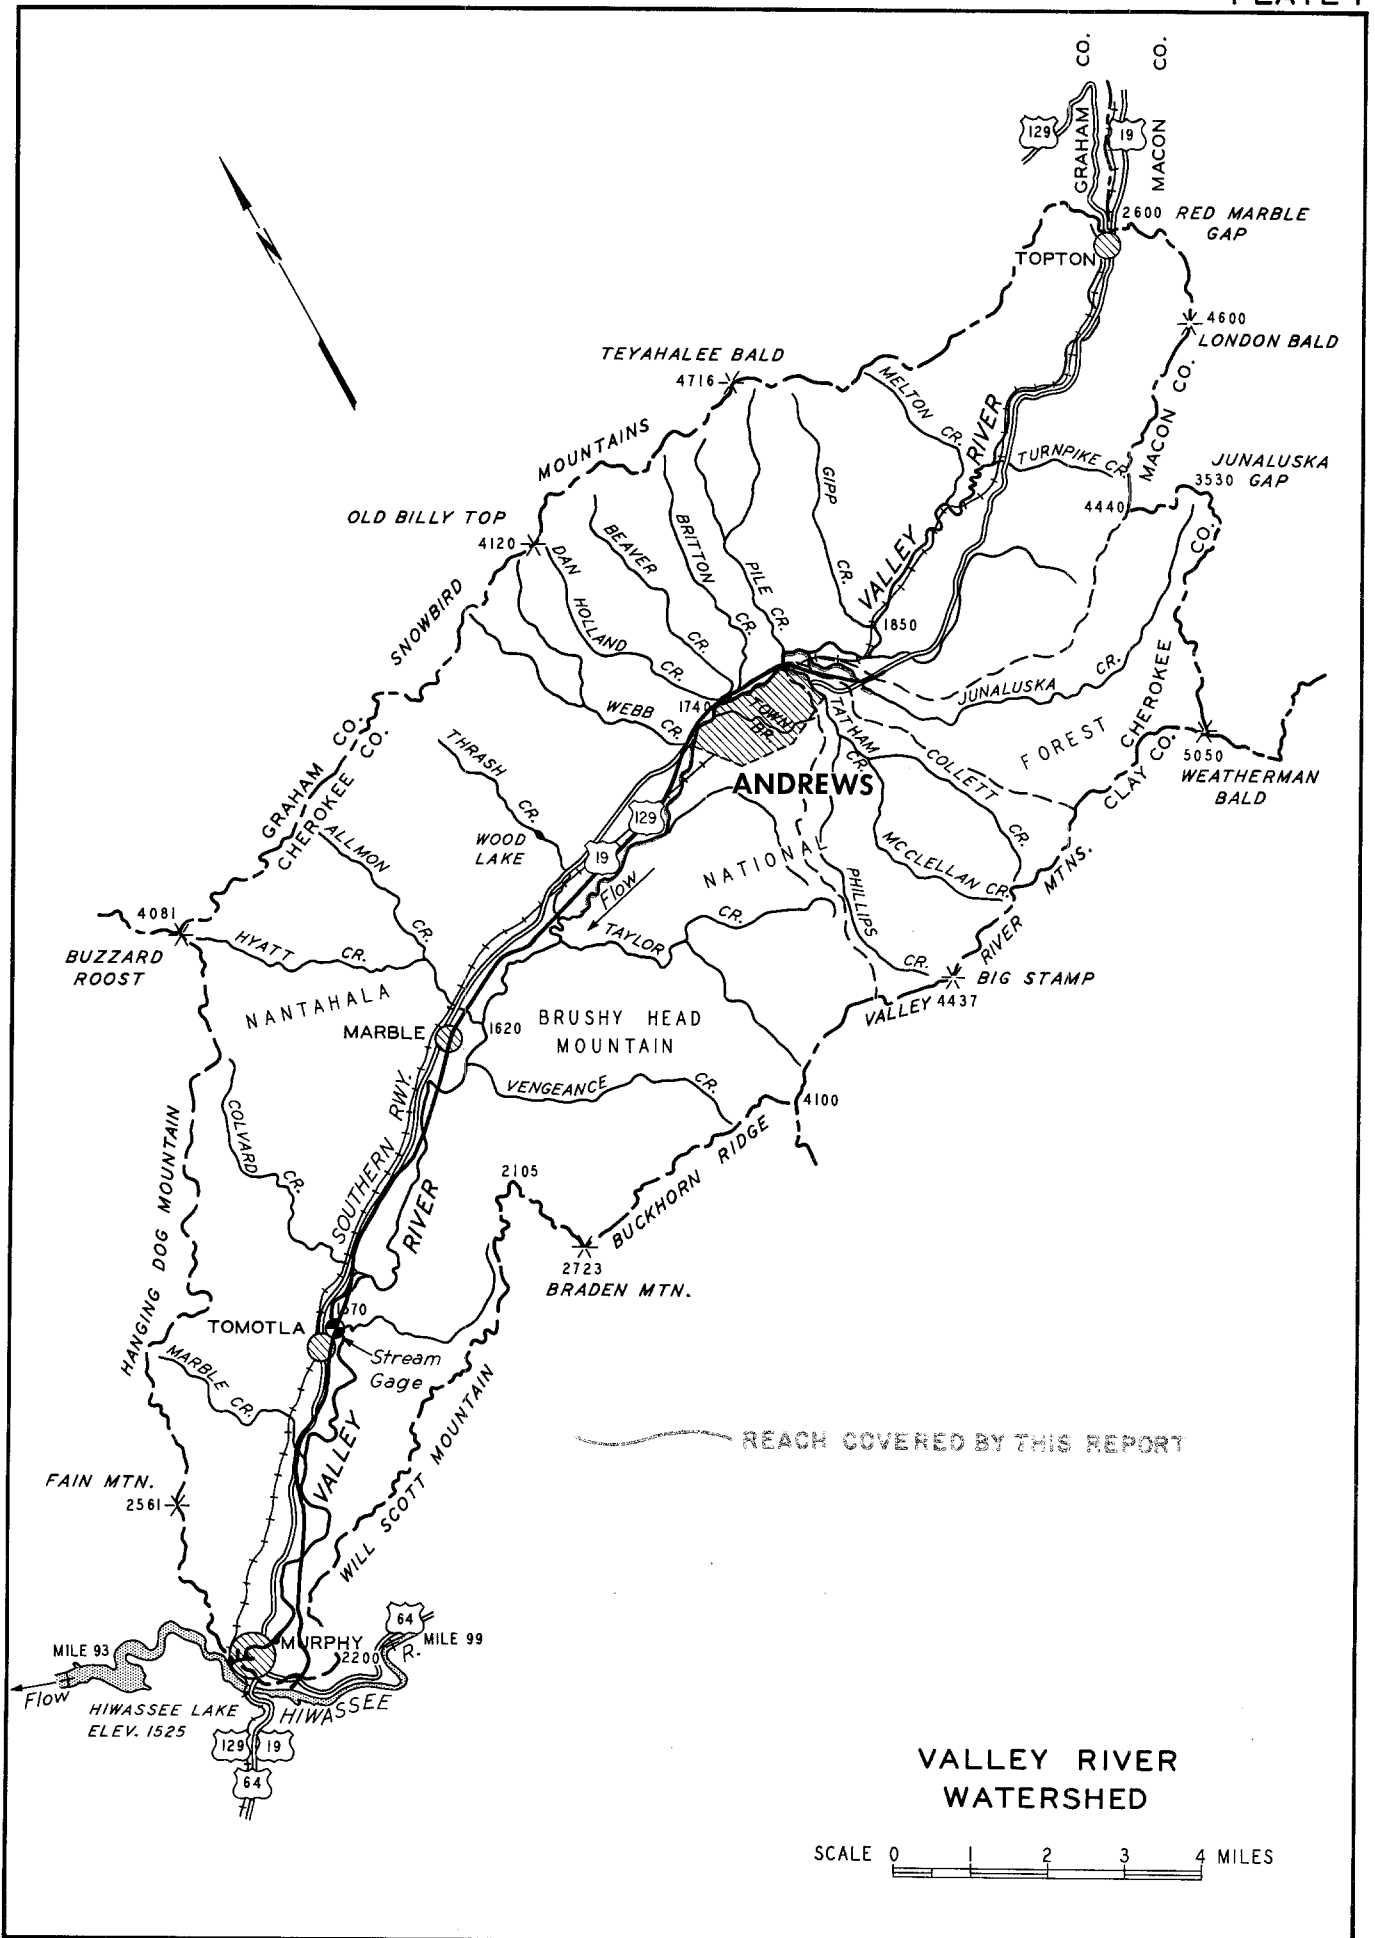 PLATE 1
GRAHAM CO.
MACON CO.
129
19
2600 RED MARBLE
GAP
TOPTON
4600
LONDON BALD
TEYAHALEE BALD
4716
MELTON CR.
MACON CO.
MOUNTAINS
RIVER
TURNPIKE CR.
JUNALUSKA
3530 GAP
GIPP CR.
4440
OLD BILLY TOP
4120
DAN HOLLAND CR.
BEAVER CR.
BRITTON CR.
PILE CR.
VALLEY
CO.
SNOWBIRD
1850
CHEROKEE
JUNALUSKA CR.
WEBB CR.
1740
TOWN
BR.
TATHAM CR.
FOREST
GRAHAM CO.
CHEROKEE CO.
THRASH CR.
COLLETT CR.
CLAY CO.
5050
WEATHERMAN
BALD
ANDREWS
129
ALLMON CR.
WOOD
LAKE
19
NATIONAL
MCCLELLAN CR.
MTNS.
Flow
PHILLIPS CR.
4081
BUZZARD
ROOST
HYATT CR.
TAYLOR CR.
RIVER
BIG STAMP
VALLEY 4437
NANTAHALA
MARBLE
1620
BRUSHY HEAD
MOUNTAIN
VENGEANCE CR.
4100
COLVARD CR.
SOUTHERN RWY.
HANGING DOG MOUNTAIN
BUCKHORN RIDGE
2105
RIVER
2723
BRADEN MTN.
TOMOTLA
Stream
Gage
MARBLE CR.
VALLEY
WILL SCOTT MOUNTAIN
REACH COVERED BY THIS REPORT
FAIN MTN.
2561
64
MILE 99
MURPHY
2200
R.
MILE 93
Flow
HIWASSEE LAKE
ELEV. 1525
HIWASSEE
129
19
64
VALLEY RIVER
WATERSHED
SCALE 0 1 2 3 4 MILES